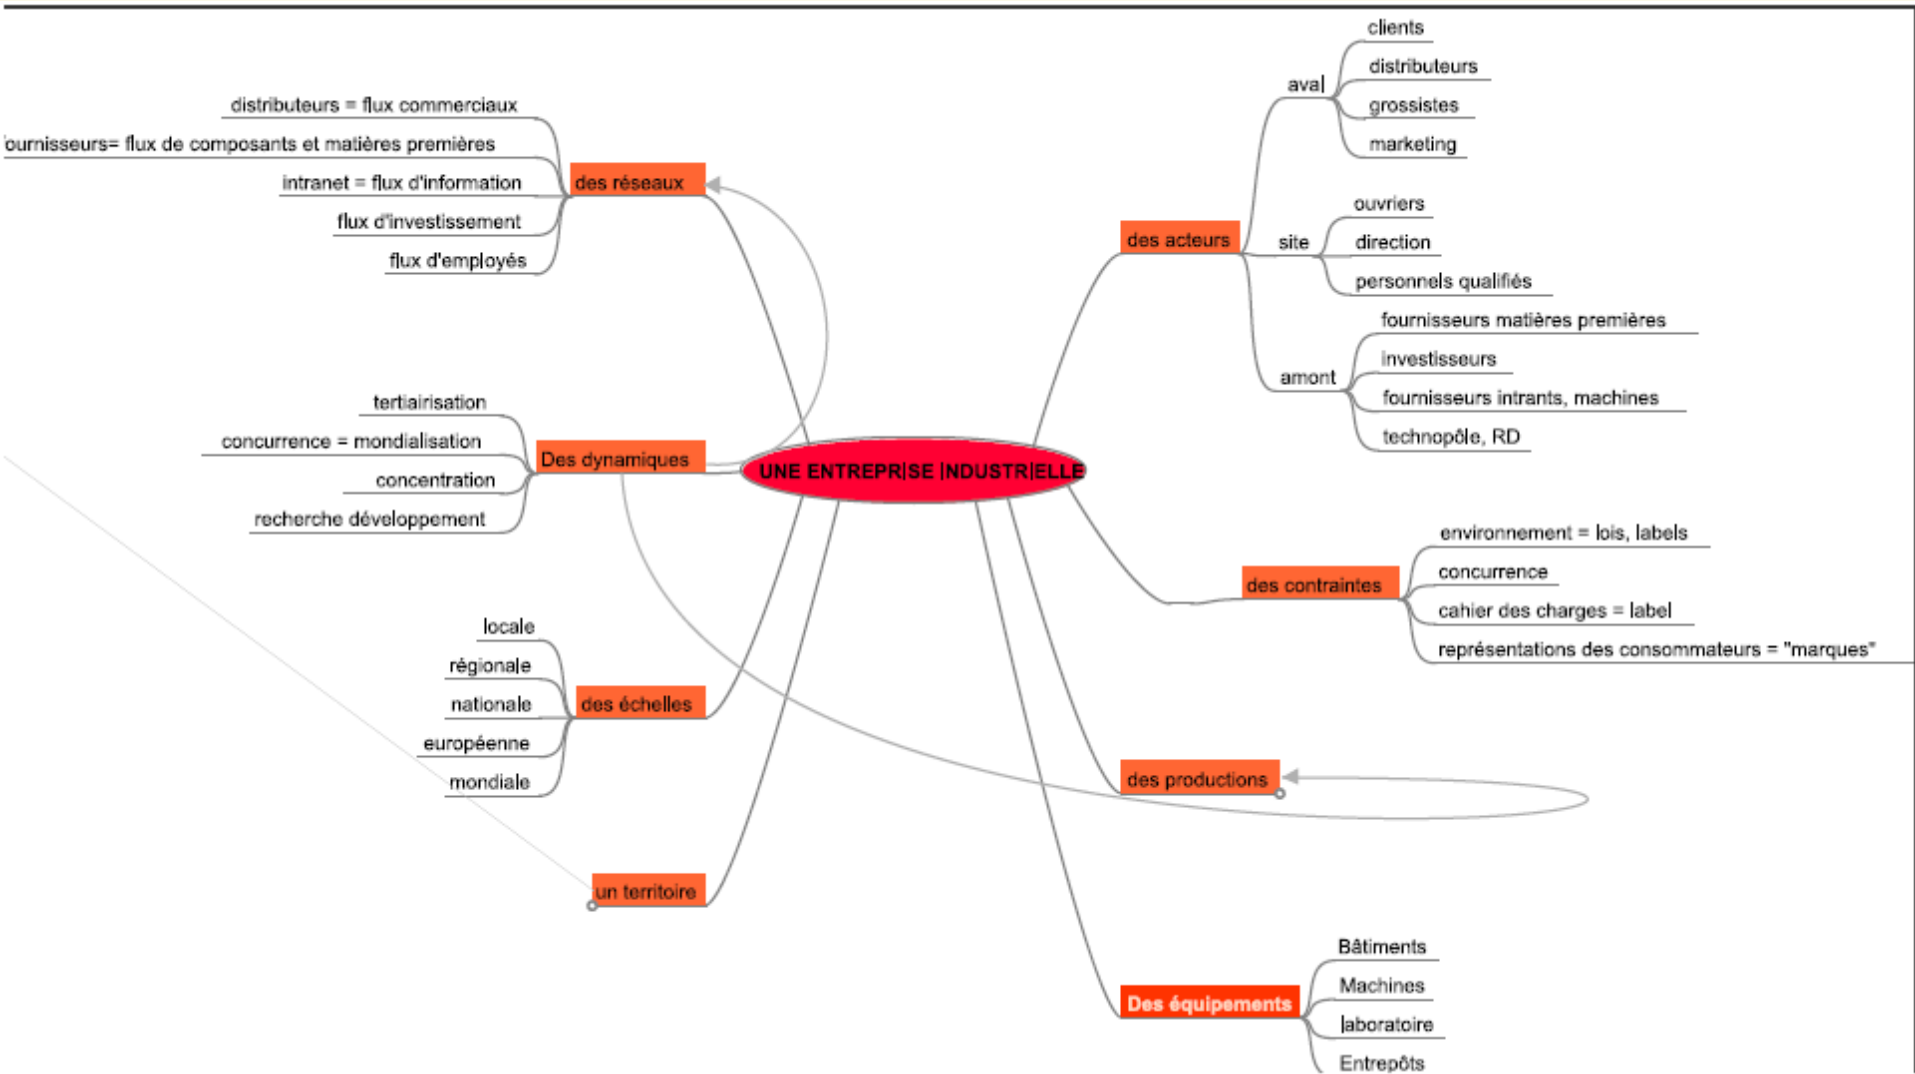 clients
aval
distributeurs
grossistes
marketing
distributeurs = flux commerciaux
ournisseurs= flux de composants et matières premières
des réseaux
intranet = flux d'information
flux d'investissement
flux d'employés
ouvriers
des acteurs
site
direction
personnels qualifiés
fournisseurs matières premières
investisseurs
amont
fournisseurs intrants, machines
technopôle, RD
tertiairisation
concurrence = mondialisation
Des dynamiques
concentration
recherche développement
UNE ENTREPRISE INDUSTRIELLE
environnement = lois, labels
concurrence
des contraintes
cahier des charges = label
représentations des consommateurs = "marques"
locale
régionale
nationale
des échelles
européenne
mondiale
des productions
un territoire
Bâtiments
Machines
Des équipements
laboratoire
Entrepôts